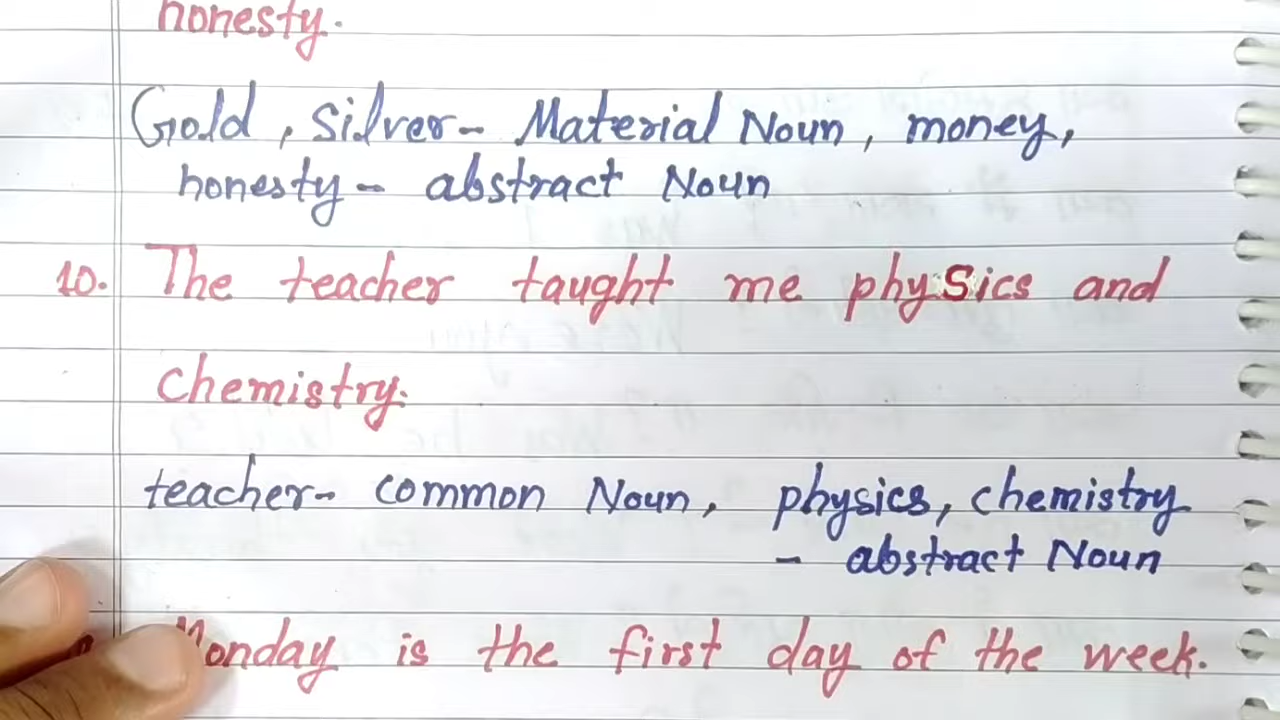 honesty.
Gold, Silver- Material Noun, money,
honesty - abstract Noun
10. The teacher taught me physics and
chemistry.
teacher- common Noun, physics, chemistry
- abstract Noun
Monday is the first day of the week.